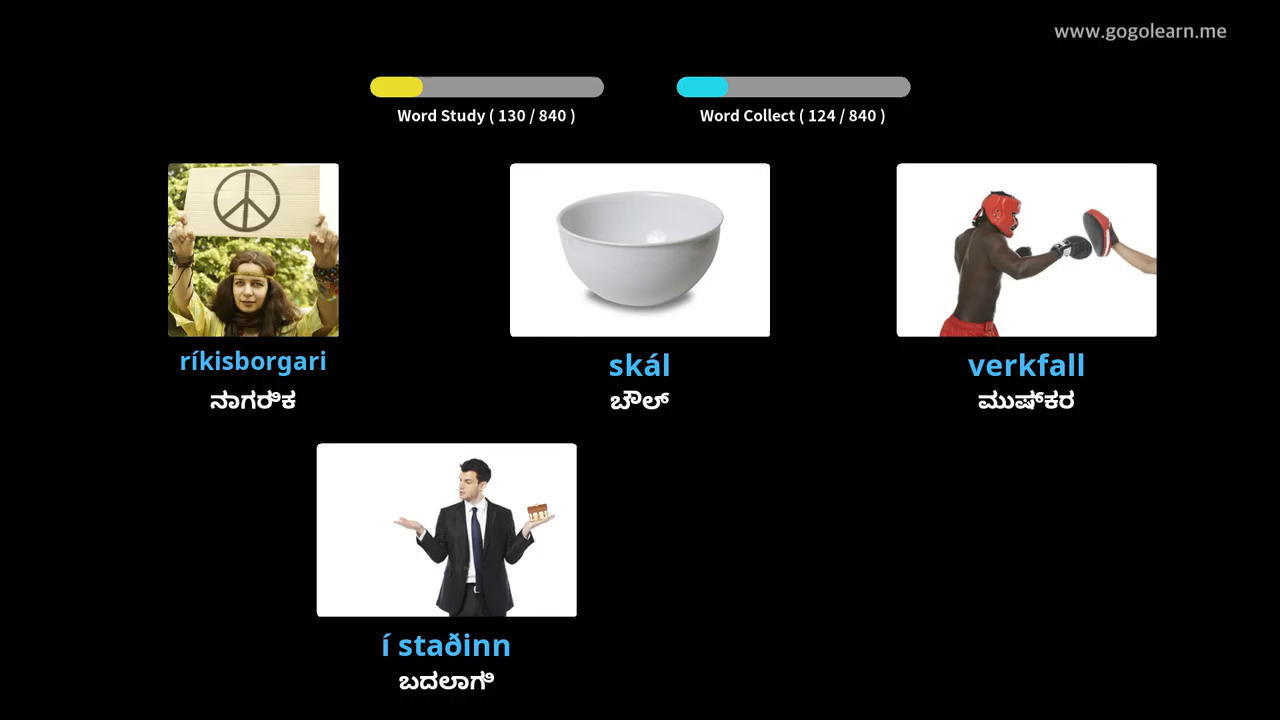 www.gogolearn.me
Word Study ( 130 / 840 )
Word Collect ( 124 / 840 )
ríkisborgari
ನಾಗರಿಕ
skál
ಬೌಲ್
verkfall
ಮುಷ್ಕರ
í staðinn
ಬದಲಾಗಿ